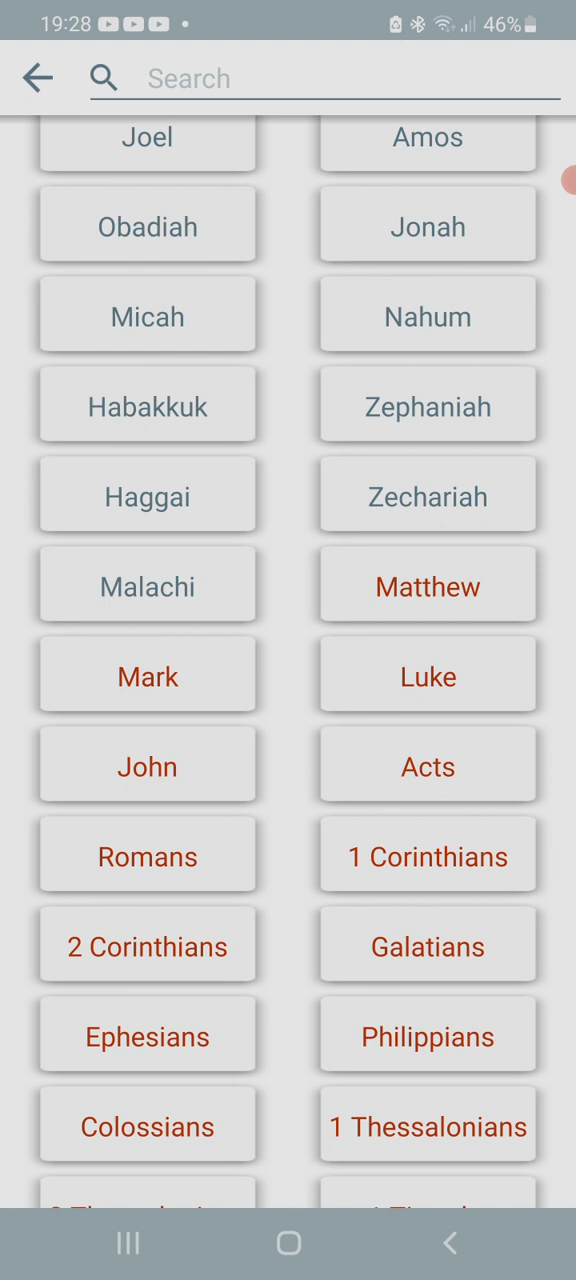 19:28 46%
Search
Joel Amos
Obadiah Jonah
Micah Nahum
Habakkuk Zephaniah
Haggai Zechariah
Malachi Matthew
Mark Luke
John Acts
Romans 1 Corinthians
2 Corinthians Galatians
Ephesians Philippians
Colossians 1 Thessalonians